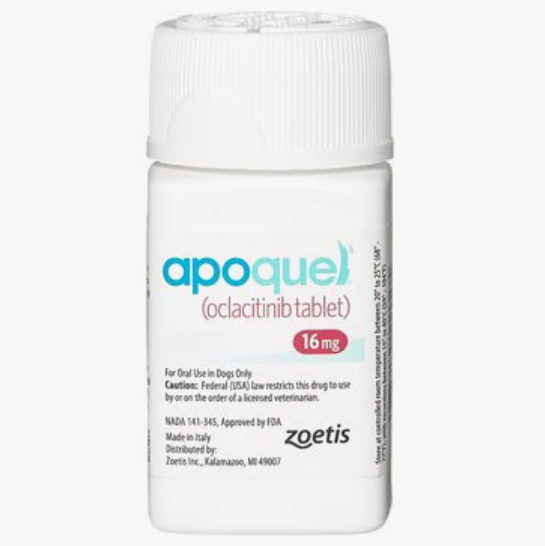 apoquel
(oclacitinib tablet)
16 mg
For Oral Use in Dogs Only
Caution: Federal (USA) law restricts this drug to use
by or on the order of a licensed veterinarian.
NADA 141-345, Approved by FDA
Made in Italy
Distributed by:
Zoetis Inc., Kalamazoo, MI 49007
zoetis
Store at controlled room temperature between 20° to 25°C (68° -